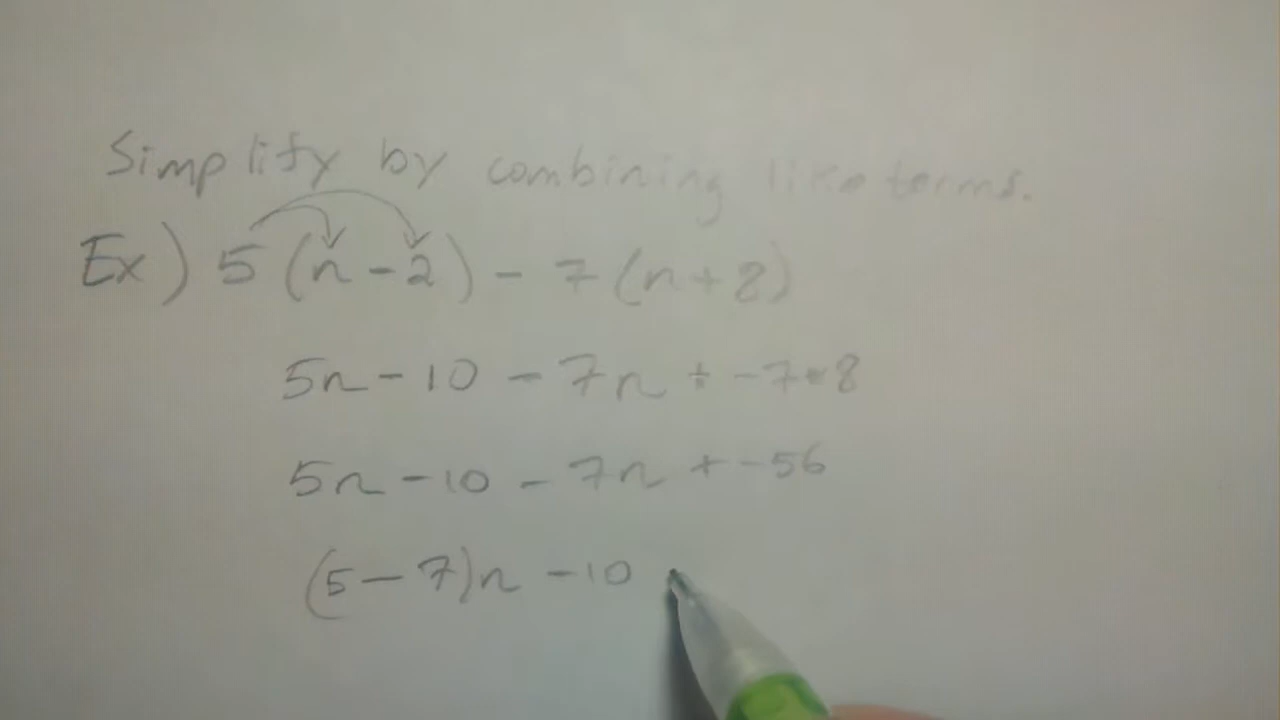 Simplify by combining like terms.
Ex) 5(n-2) - 7(n+8)
5n - 10 - 7n + -7•8
5n - 10 - 7n + -56
(5 - 7)n - 10